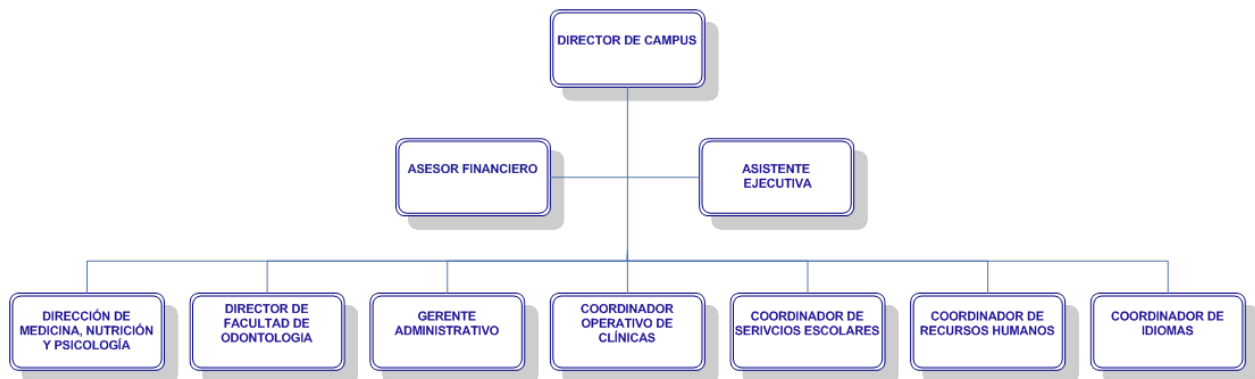 DIRECTOR DE CAMPUS
ASESOR FINANCIERO
ASISTENTE
EJECUTIVA
DIRECCIÓN DE
MEDICINA, NUTRICIÓN
Y PSICOLOGÍA
DIRECTOR DE
FACULTAD DE
ODONTOLOGIA
GERENTE
ADMINISTRATIVO
COORDINADOR
OPERATIVO DE
CLÍNICAS
COORDINADOR DE
SERIVCIOS ESCOLARES
COORDINADOR DE
RECURSOS HUMANOS
COORDINADOR DE
IDIOMAS